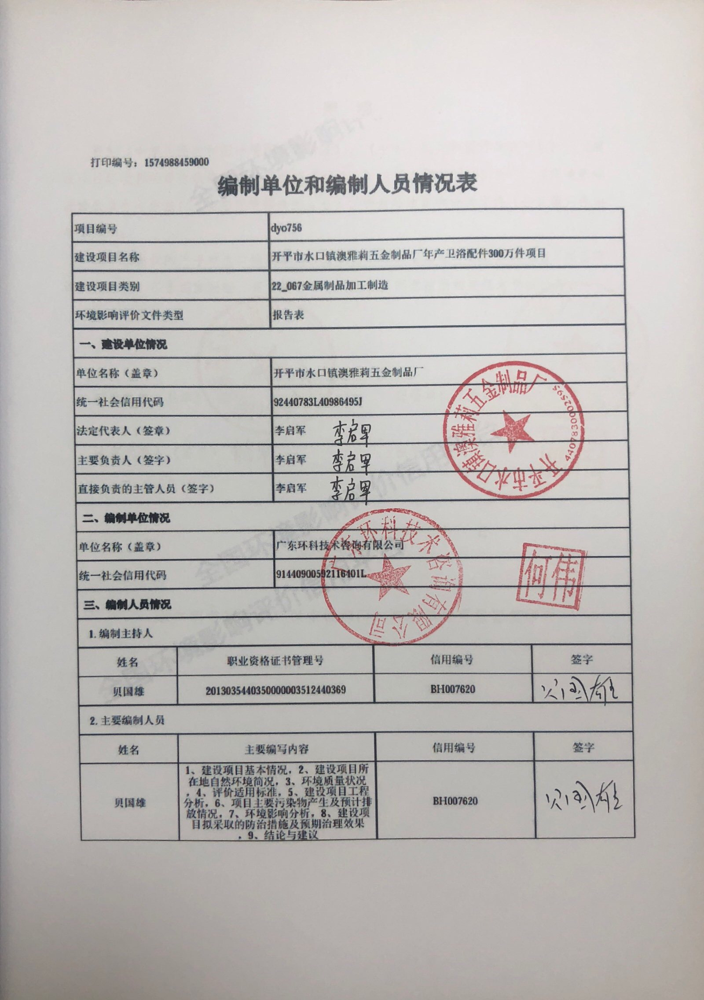 打印编号：1574988459000
编制单位和编制人员情况表
项目编号 dyo756
建设项目名称 开平市水口镇澳雅莉五金制品厂年产卫浴配件300万件项目
建设项目类别 22_067金属制品加工制造
环境影响评价文件类型 报告表
一、建设单位情况
单位名称（盖章） 开平市水口镇澳雅莉五金制品厂
统一社会信用代码 92440783L40986495J
法定代表人（签章） 李启军 李启军
主要负责人（签字） 李启军 李启军
直接负责的主管人员（签字） 李启军 李启军
开平市水口镇澳雅莉五金制品厂
4407830002595
二、编制单位情况
单位名称（盖章） 广东环科技术咨询有限公司
统一社会信用代码 91440900592116401L
广东环科技术咨询有限公司
何伟
三、编制人员情况
1.编制主持人
姓名 职业资格证书管理号 信用编号 签字
贝国雄 2013035440350000003512440369 BH007620 贝国雄
2.主要编制人员
姓名 主要编写内容 信用编号 签字
贝国雄 BH007620 贝国雄
1、建设项目基本情况，2、建设项目所
在地自然环境简况，3、环境质量状况
，4、评价适用标准，5、建设项目工程
分析，6、项目主要污染物产生及预计排
放情况，7、环境影响分析，8、建设项
目拟采取的防治措施及预期治理效果
，9、结论与建议